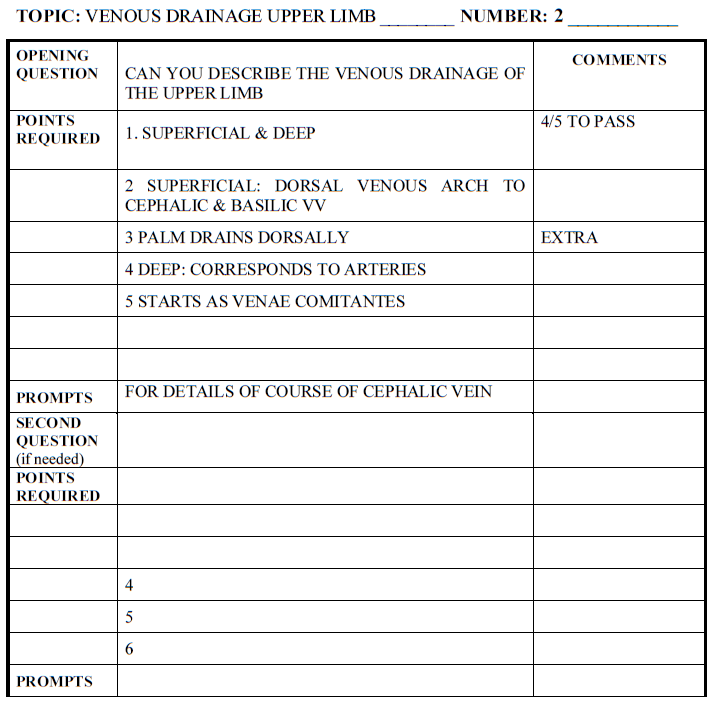 TOPIC: VENOUS DRAINAGE UPPER LIMB ________ NUMBER: 2 ____________
OPENING
QUESTION
CAN YOU DESCRIBE THE VENOUS DRAINAGE OF
THE UPPER LIMB
COMMENTS
POINTS
REQUIRED
1. SUPERFICIAL & DEEP
4/5 TO PASS
2 SUPERFICIAL: DORSAL VENOUS ARCH TO
CEPHALIC & BASILIC VV
3 PALM DRAINS DORSALLY
EXTRA
4 DEEP: CORRESPONDS TO ARTERIES
5 STARTS AS VENAE COMITANTES
PROMPTS
FOR DETAILS OF COURSE OF CEPHALIC VEIN
SECOND
QUESTION
(if needed)
POINTS
REQUIRED
4
5
6
PROMPTS